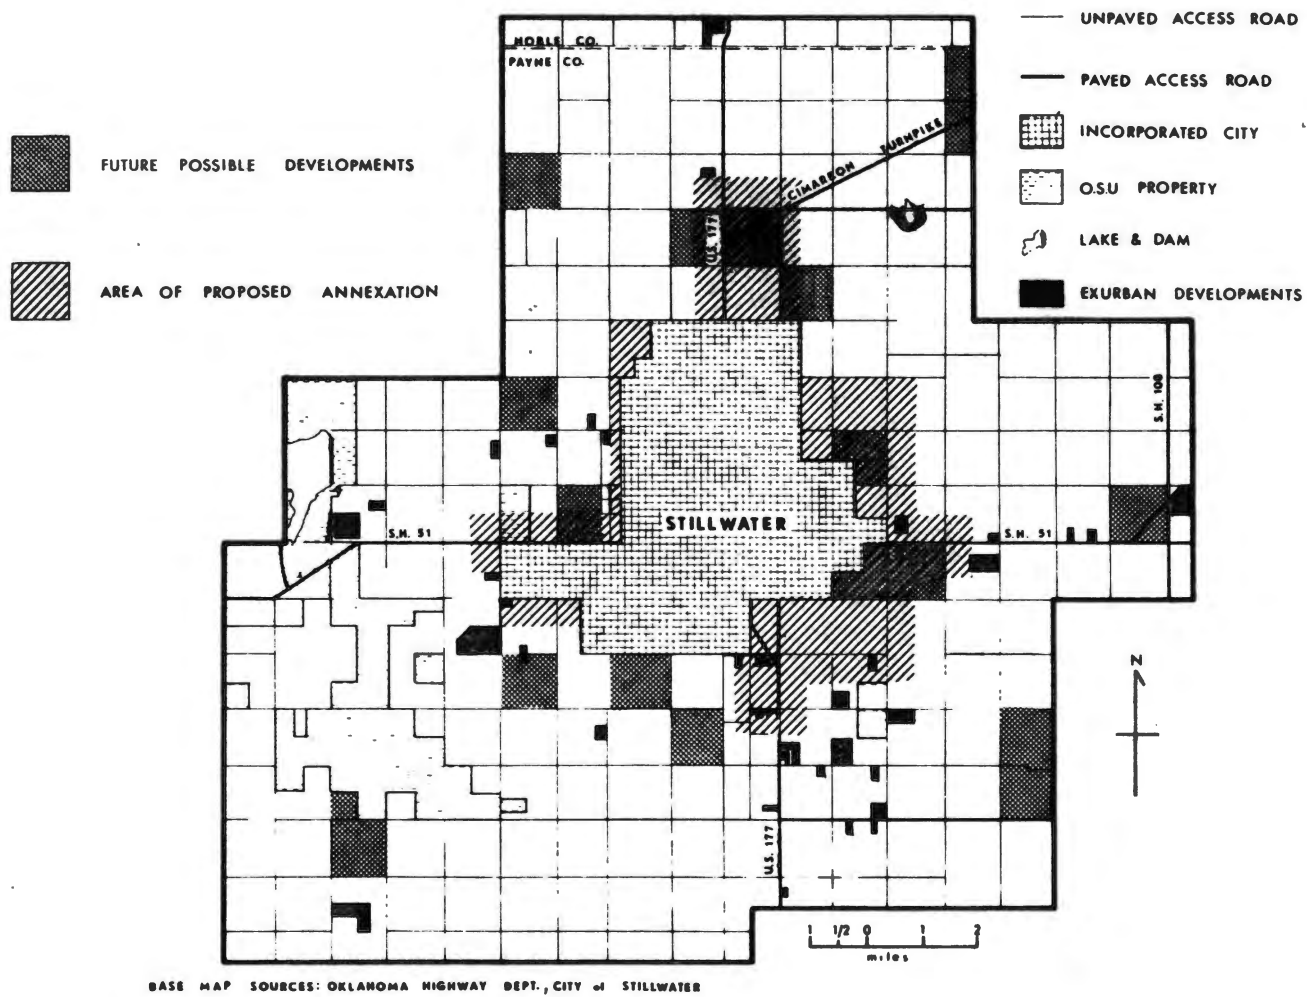 UNPAVED ACCESS ROAD
NOBLE CO.
PAYNE CO.
PAVED ACCESS ROAD
INCORPORATED CITY
FUTURE POSSIBLE DEVELOPMENTS
CIMARRON TURNPIKE
O.S.U PROPERTY
U.S. 177
LAKE & DAM
AREA OF PROPOSED ANNEXATION
EXURBAN DEVELOPMENTS
S.H. 108
STILLWATER
S.H. 51
S.H. 51
N
U.S. 177
1 1/2 0 1 2
miles
BASE MAP SOURCES: OKLAHOMA HIGHWAY DEPT., CITY of STILLWATER